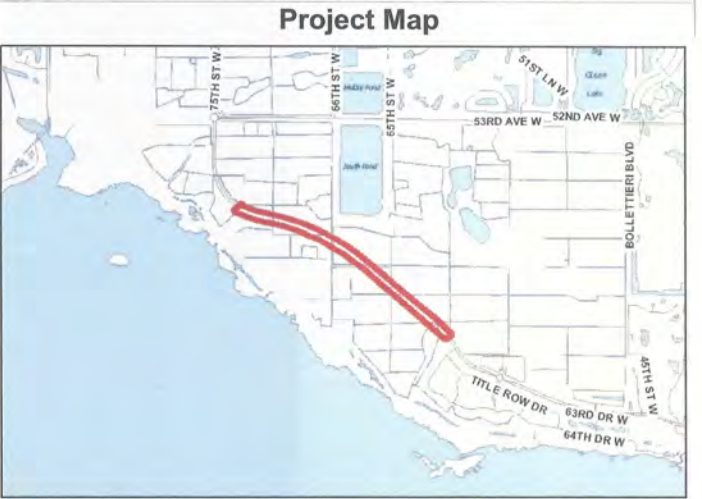 Project Map
75TH ST W
66TH ST W
65TH ST W
51ST LN W
Lake
53RD AVE W
52ND AVE W
South Pond
BOLLETTIERI BLVD
45TH ST W
TITLE ROW DR
63RD DR W
64TH DR W